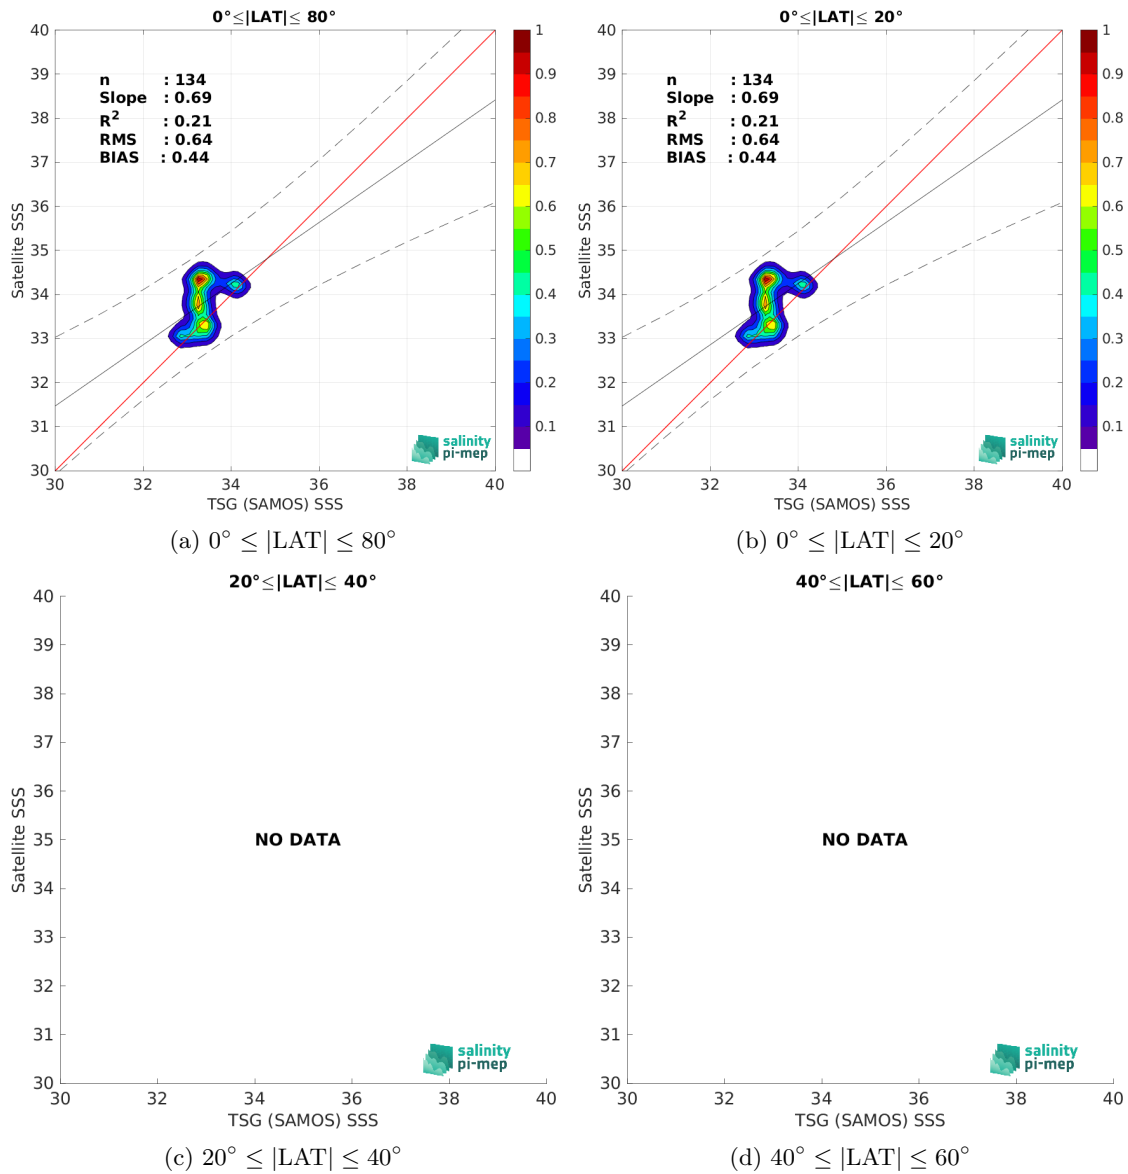 0°≤|LAT|≤ 80°
40
39
38
37
36
35
34
33
32
31
30
Satellite SSS
n : 134
Slope : 0.69
R² : 0.21
RMS : 0.64
BIAS : 0.44
1
0.9
0.8
0.7
0.6
0.5
0.4
0.3
0.2
0.1
salinity
pi-mep
30 32 34 36 38 40
TSG (SAMOS) SSS
(a) 0° ≤ |LAT| ≤ 80°
0°≤|LAT|≤ 20°
40
39
38
37
36
35
34
33
32
31
30
Satellite SSS
n : 134
Slope : 0.69
R² : 0.21
RMS : 0.64
BIAS : 0.44
1
0.9
0.8
0.7
0.6
0.5
0.4
0.3
0.2
0.1
salinity
pi-mep
30 32 34 36 38 40
TSG (SAMOS) SSS
(b) 0° ≤ |LAT| ≤ 20°
20°≤|LAT|≤ 40°
40
39
38
37
36
35
34
33
32
31
30
Satellite SSS
NO DATA
salinity
pi-mep
30 32 34 36 38 40
TSG (SAMOS) SSS
(c) 20° ≤ |LAT| ≤ 40°
40°≤|LAT|≤ 60°
40
39
38
37
36
35
34
33
32
31
30
Satellite SSS
NO DATA
salinity
pi-mep
30 32 34 36 38 40
TSG (SAMOS) SSS
(d) 40° ≤ |LAT| ≤ 60°